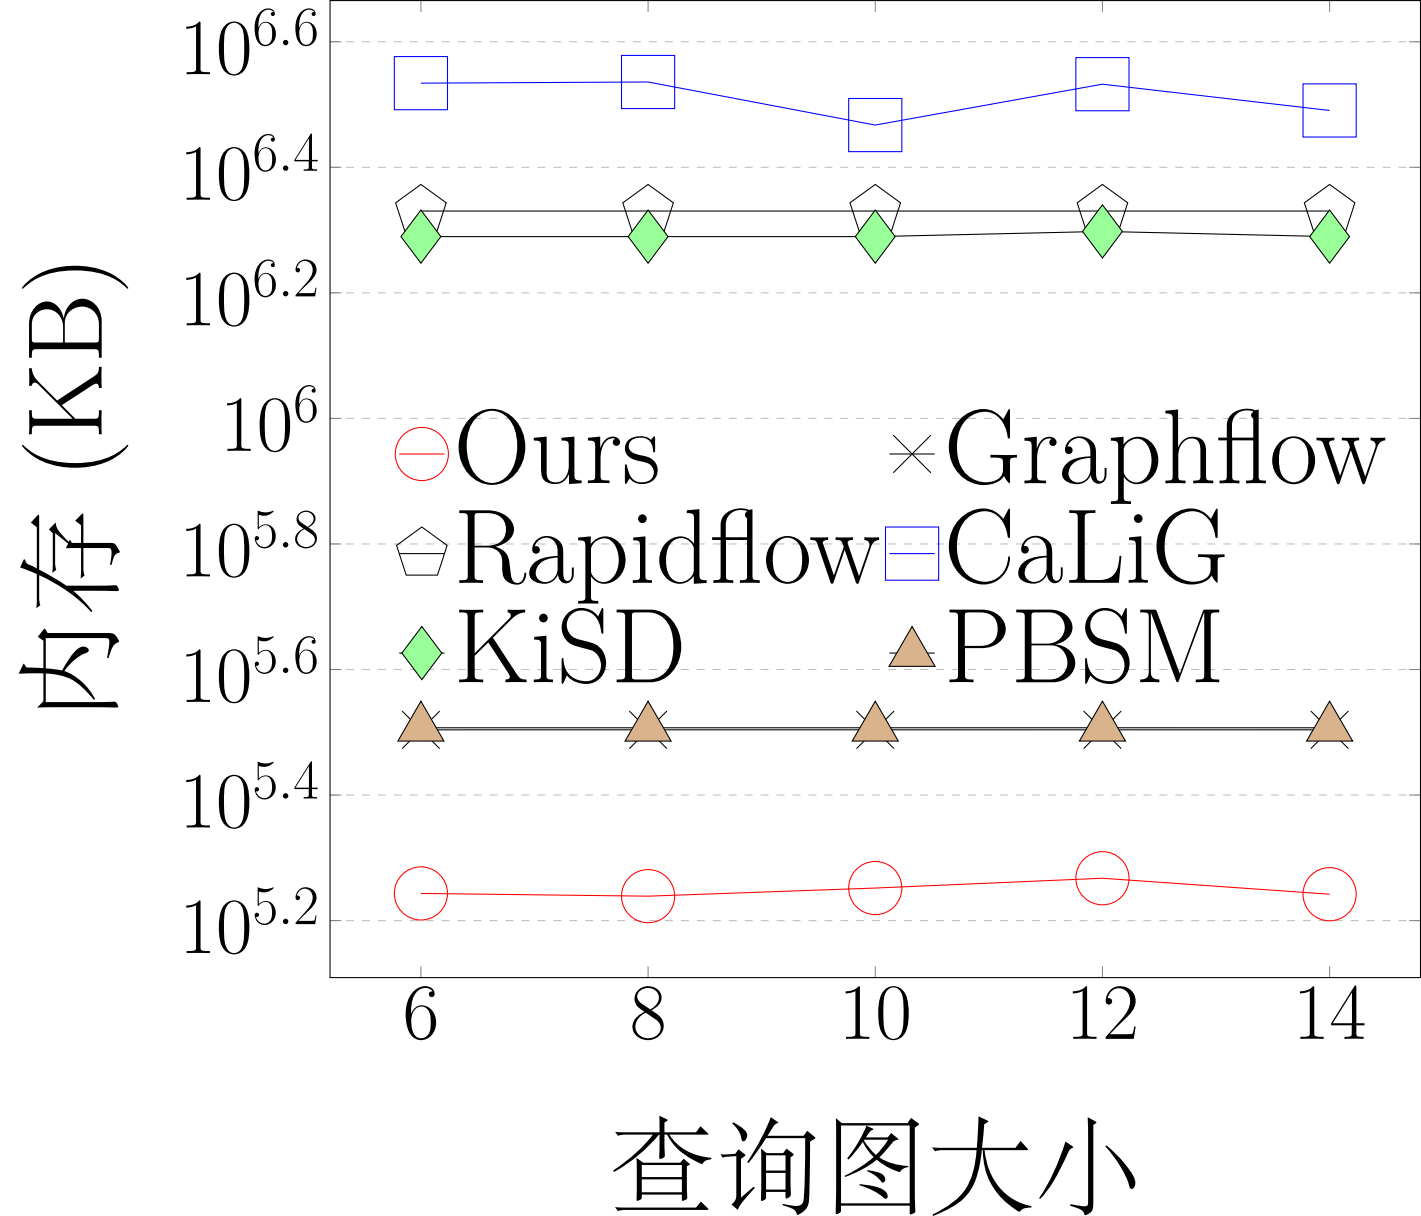 内存 (KB)
10^6.6
10^6.4
10^6.2
10^6
10^5.8
10^5.6
10^5.4
10^5.2
Ours Graphflow
Rapidflow CaLiG
KiSD PBSM
6 8 10 12 14
查询图大小